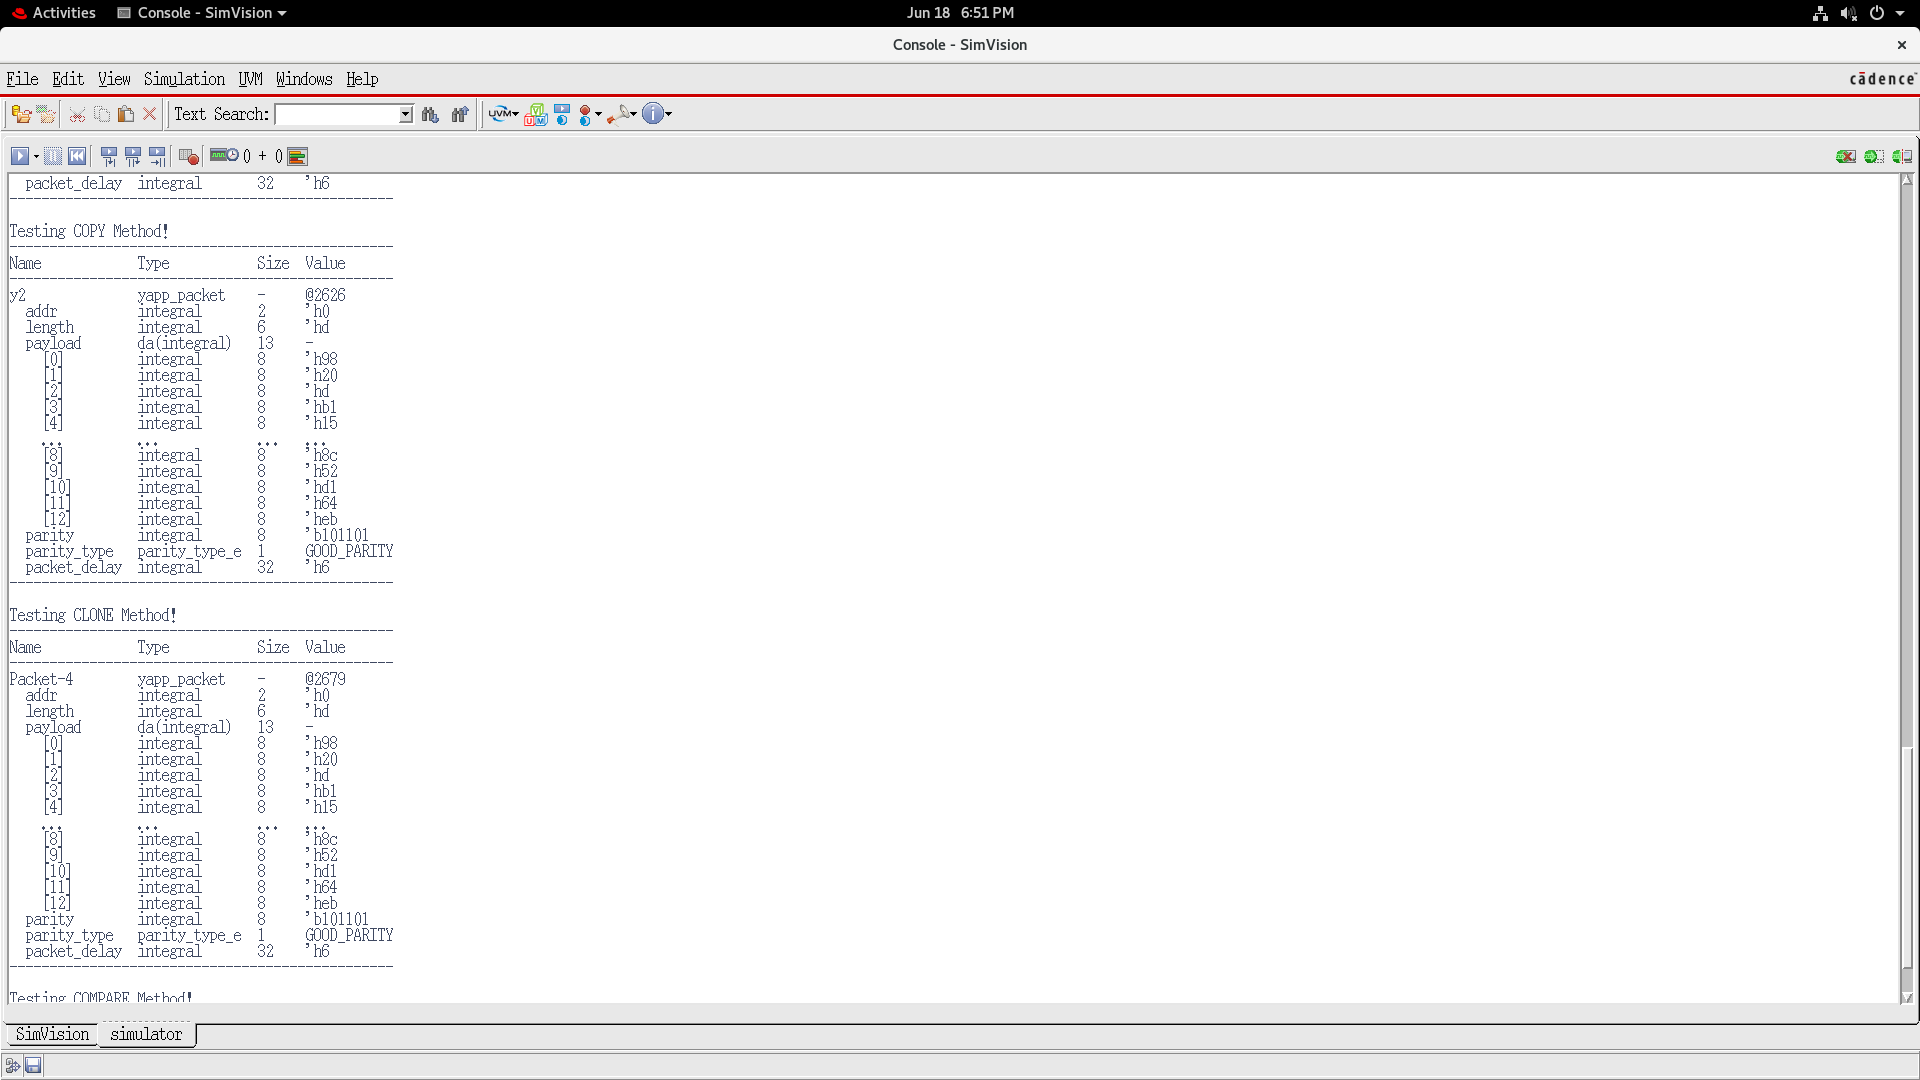 Activities Console - SimVision Jun 18 6:51 PM
Console - SimVision
File Edit View Simulation UVM Windows Help cādence
Text Search: UVM
0 + 0
packet_delay integral 32 'h6
------------------------------------------------
Testing COPY Method!
------------------------------------------------
Name Type Size Value
------------------------------------------------
y2 yapp_packet - @2626
addr integral 2 'h0
length integral 6 'hd
payload da(integral) 13 -
[0] integral 8 'h98
[1] integral 8 'h20
[2] integral 8 'hd
[3] integral 8 'hb1
[4] integral 8 'h15
... ... ... ...
[8] integral 8 'h8c
[9] integral 8 'h52
[10] integral 8 'hd1
[11] integral 8 'h64
[12] integral 8 'heb
parity integral 8 'b101101
parity_type parity_type_e 1 GOOD_PARITY
packet_delay integral 32 'h6
------------------------------------------------
Testing CLONE Method!
------------------------------------------------
Name Type Size Value
------------------------------------------------
Packet-4 yapp_packet - @2679
addr integral 2 'h0
length integral 6 'hd
payload da(integral) 13 -
[0] integral 8 'h98
[1] integral 8 'h20
[2] integral 8 'hd
[3] integral 8 'hb1
[4] integral 8 'h15
... ... ... ...
[8] integral 8 'h8c
[9] integral 8 'h52
[10] integral 8 'hd1
[11] integral 8 'h64
[12] integral 8 'heb
parity integral 8 'b101101
parity_type parity_type_e 1 GOOD_PARITY
packet_delay integral 32 'h6
------------------------------------------------
Testing COMPARE Method!
SimVision simulator